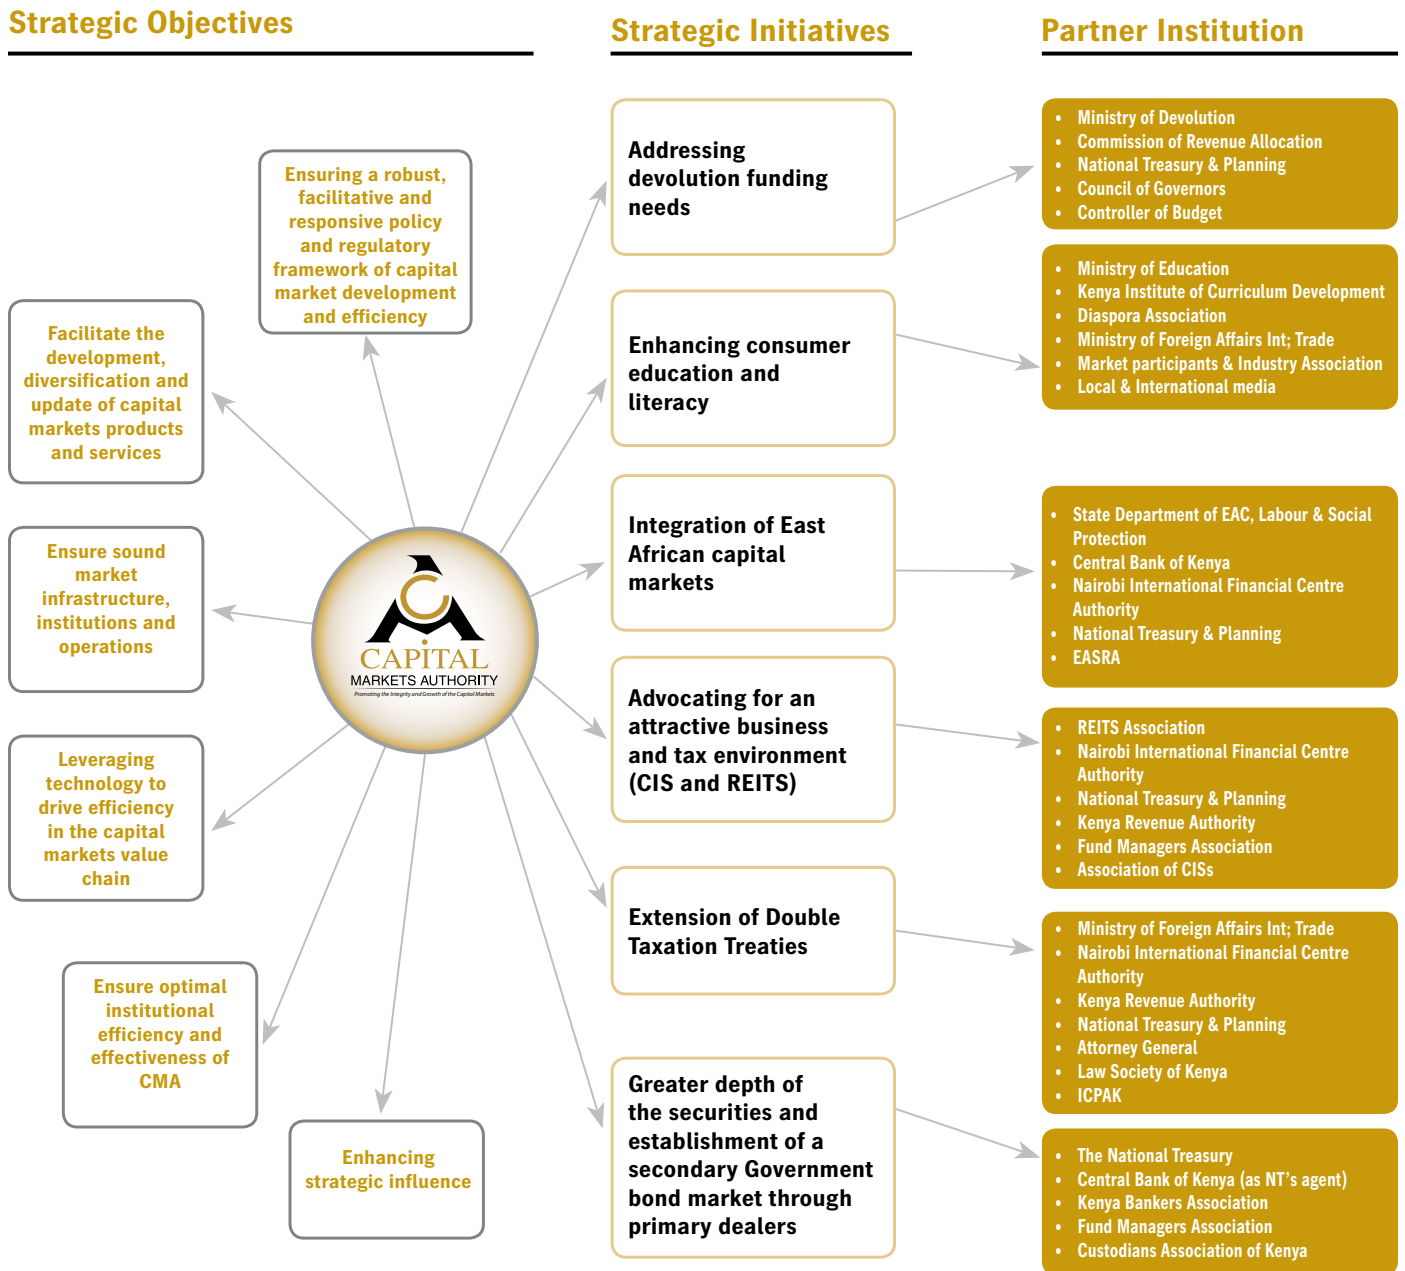 Strategic Objectives
Strategic Initiatives
Partner Institution
Ensuring a robust,
facilitative and
responsive policy
and regulatory
framework of capital
market development
and efficiency
Facilitate the
development,
diversification and
update of capital
markets products
and services
Ensure sound
market
infrastructure,
institutions and
operations
Leveraging
technology to
drive efficiency
in the capital
markets value
chain
Ensure optimal
institutional
efficiency and
effectiveness of
CMA
Enhancing
strategic influence
CAPITAL
MARKETS AUTHORITY
Promoting the Integrity and Growth of the Capital Markets
Addressing
devolution funding
needs
Enhancing consumer
education and
literacy
Integration of East
African capital
markets
Advocating for an
attractive business
and tax environment
(CIS and REITS)
Extension of Double
Taxation Treaties
Greater depth of
the securities and
establishment of a
secondary Government
bond market through
primary dealers
• Ministry of Devolution
• Commission of Revenue Allocation
• National Treasury & Planning
• Council of Governors
• Controller of Budget
• Ministry of Education
• Kenya Institute of Curriculum Development
• Diaspora Association
• Ministry of Foreign Affairs Int; Trade
• Market participants & Industry Association
• Local & International media
• State Department of EAC, Labour & Social
Protection
• Central Bank of Kenya
• Nairobi International Financial Centre
Authority
• National Treasury & Planning
• EASRA
• REITS Association
• Nairobi International Financial Centre
Authority
• National Treasury & Planning
• Kenya Revenue Authority
• Fund Managers Association
• Association of CISs
• Ministry of Foreign Affairs Int; Trade
• Nairobi International Financial Centre
Authority
• Kenya Revenue Authority
• National Treasury & Planning
• Attorney General
• Law Society of Kenya
• ICPAK
• The National Treasury
• Central Bank of Kenya (as NT’s agent)
• Kenya Bankers Association
• Fund Managers Association
• Custodians Association of Kenya